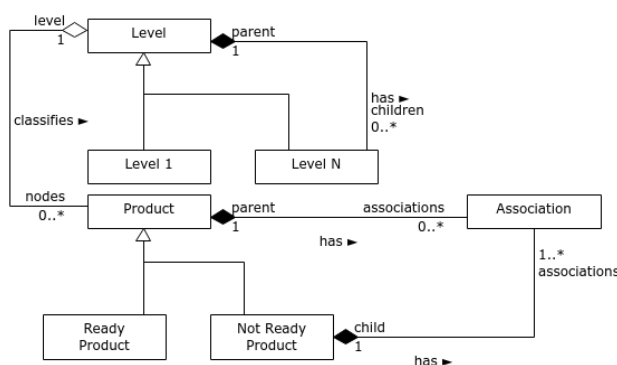 level
1
Level
parent
1
has ►
children
0..*
classifies ►
Level 1
Level N
nodes
0..*
Product
parent
1
associations
0..*
has ►
Association
1..*
associations
Ready
Product
Not Ready
Product
child
1
has ►